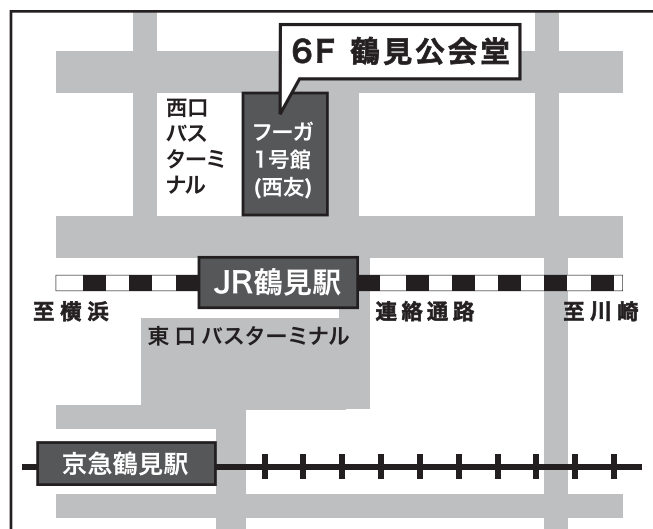 6F 鶴見公会堂
西口
バス
ターミ
ナル
フーガ
1号館
(西友)
JR鶴見駅
至横浜
連絡通路
至川崎
東口 バスターミナル
京急鶴見駅